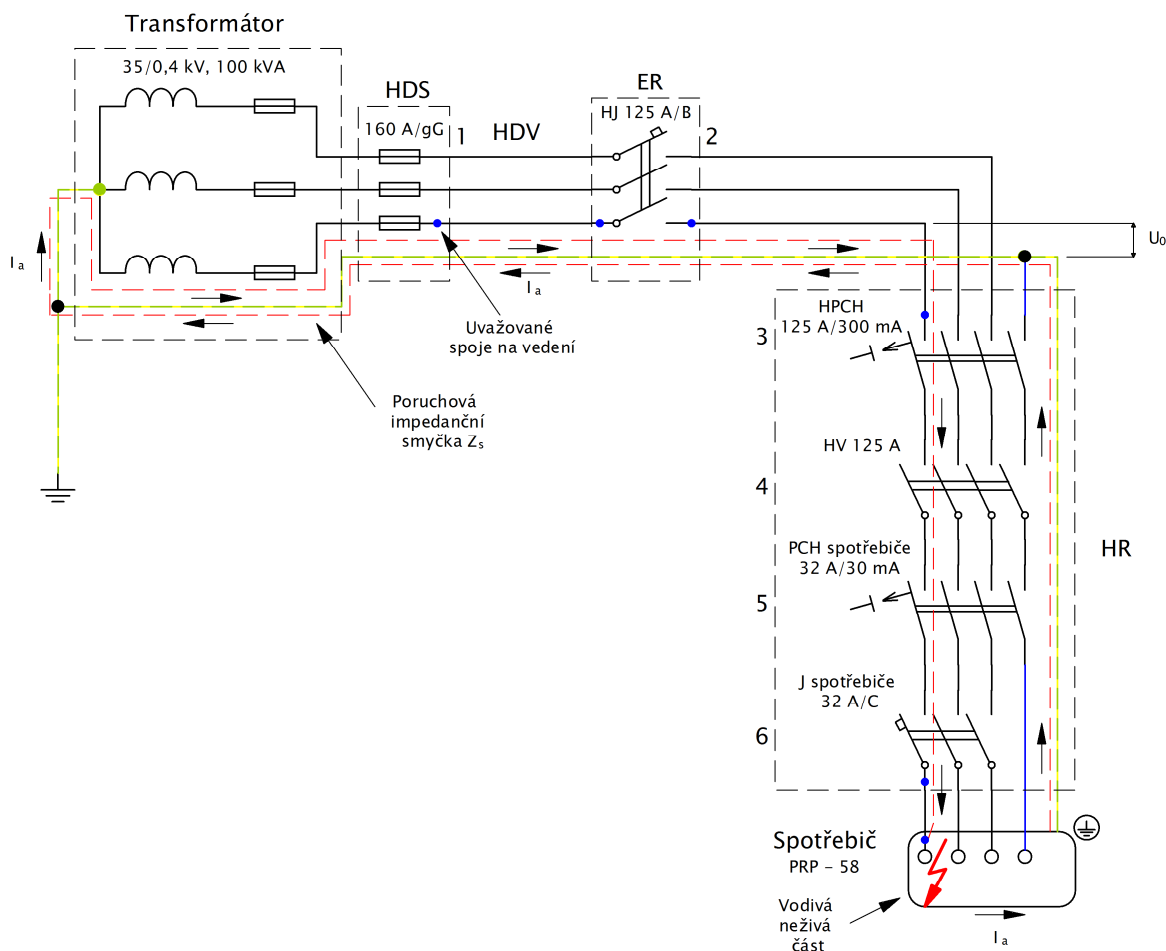 Transformátor
35/0,4 kV, 100 kVA
HDS
160 A/gG
1
HDV
ER
HJ 125 A/B
2
U₀
Iₐ
Iₐ
Uvažované
spoje na vedení
Poruchová
impedanční
smyčka Zₛ
HPCH
125 A/300 mA
3
HV 125 A
4
HR
PCH spotřebiče
32 A/30 mA
5
J spotřebiče
32 A/C
6
Spotřebič
PRP – 58
Vodivá
neživá
část
Iₐ